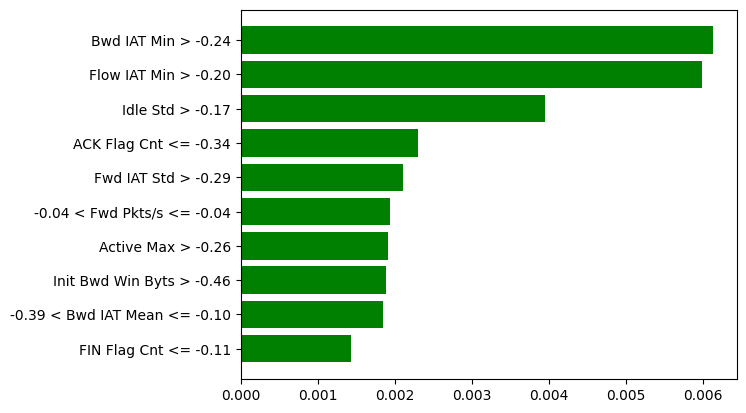 Bwd IAT Min > -0.24
Flow IAT Min > -0.20
Idle Std > -0.17
ACK Flag Cnt <= -0.34
Fwd IAT Std > -0.29
-0.04 < Fwd Pkts/s <= -0.04
Active Max > -0.26
Init Bwd Win Byts > -0.46
-0.39 < Bwd IAT Mean <= -0.10
FIN Flag Cnt <= -0.11
0.000 0.001 0.002 0.003 0.004 0.005 0.006